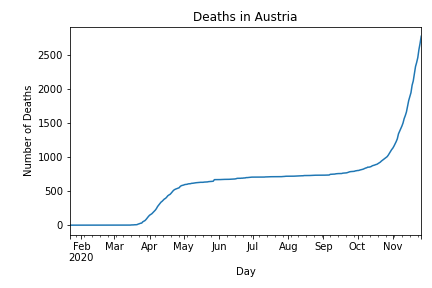 Deaths in Austria
Number of Deaths
2500
2000
1500
1000
500
0
Feb Mar Apr May Jun Jul Aug Sep Oct Nov
2020
Day